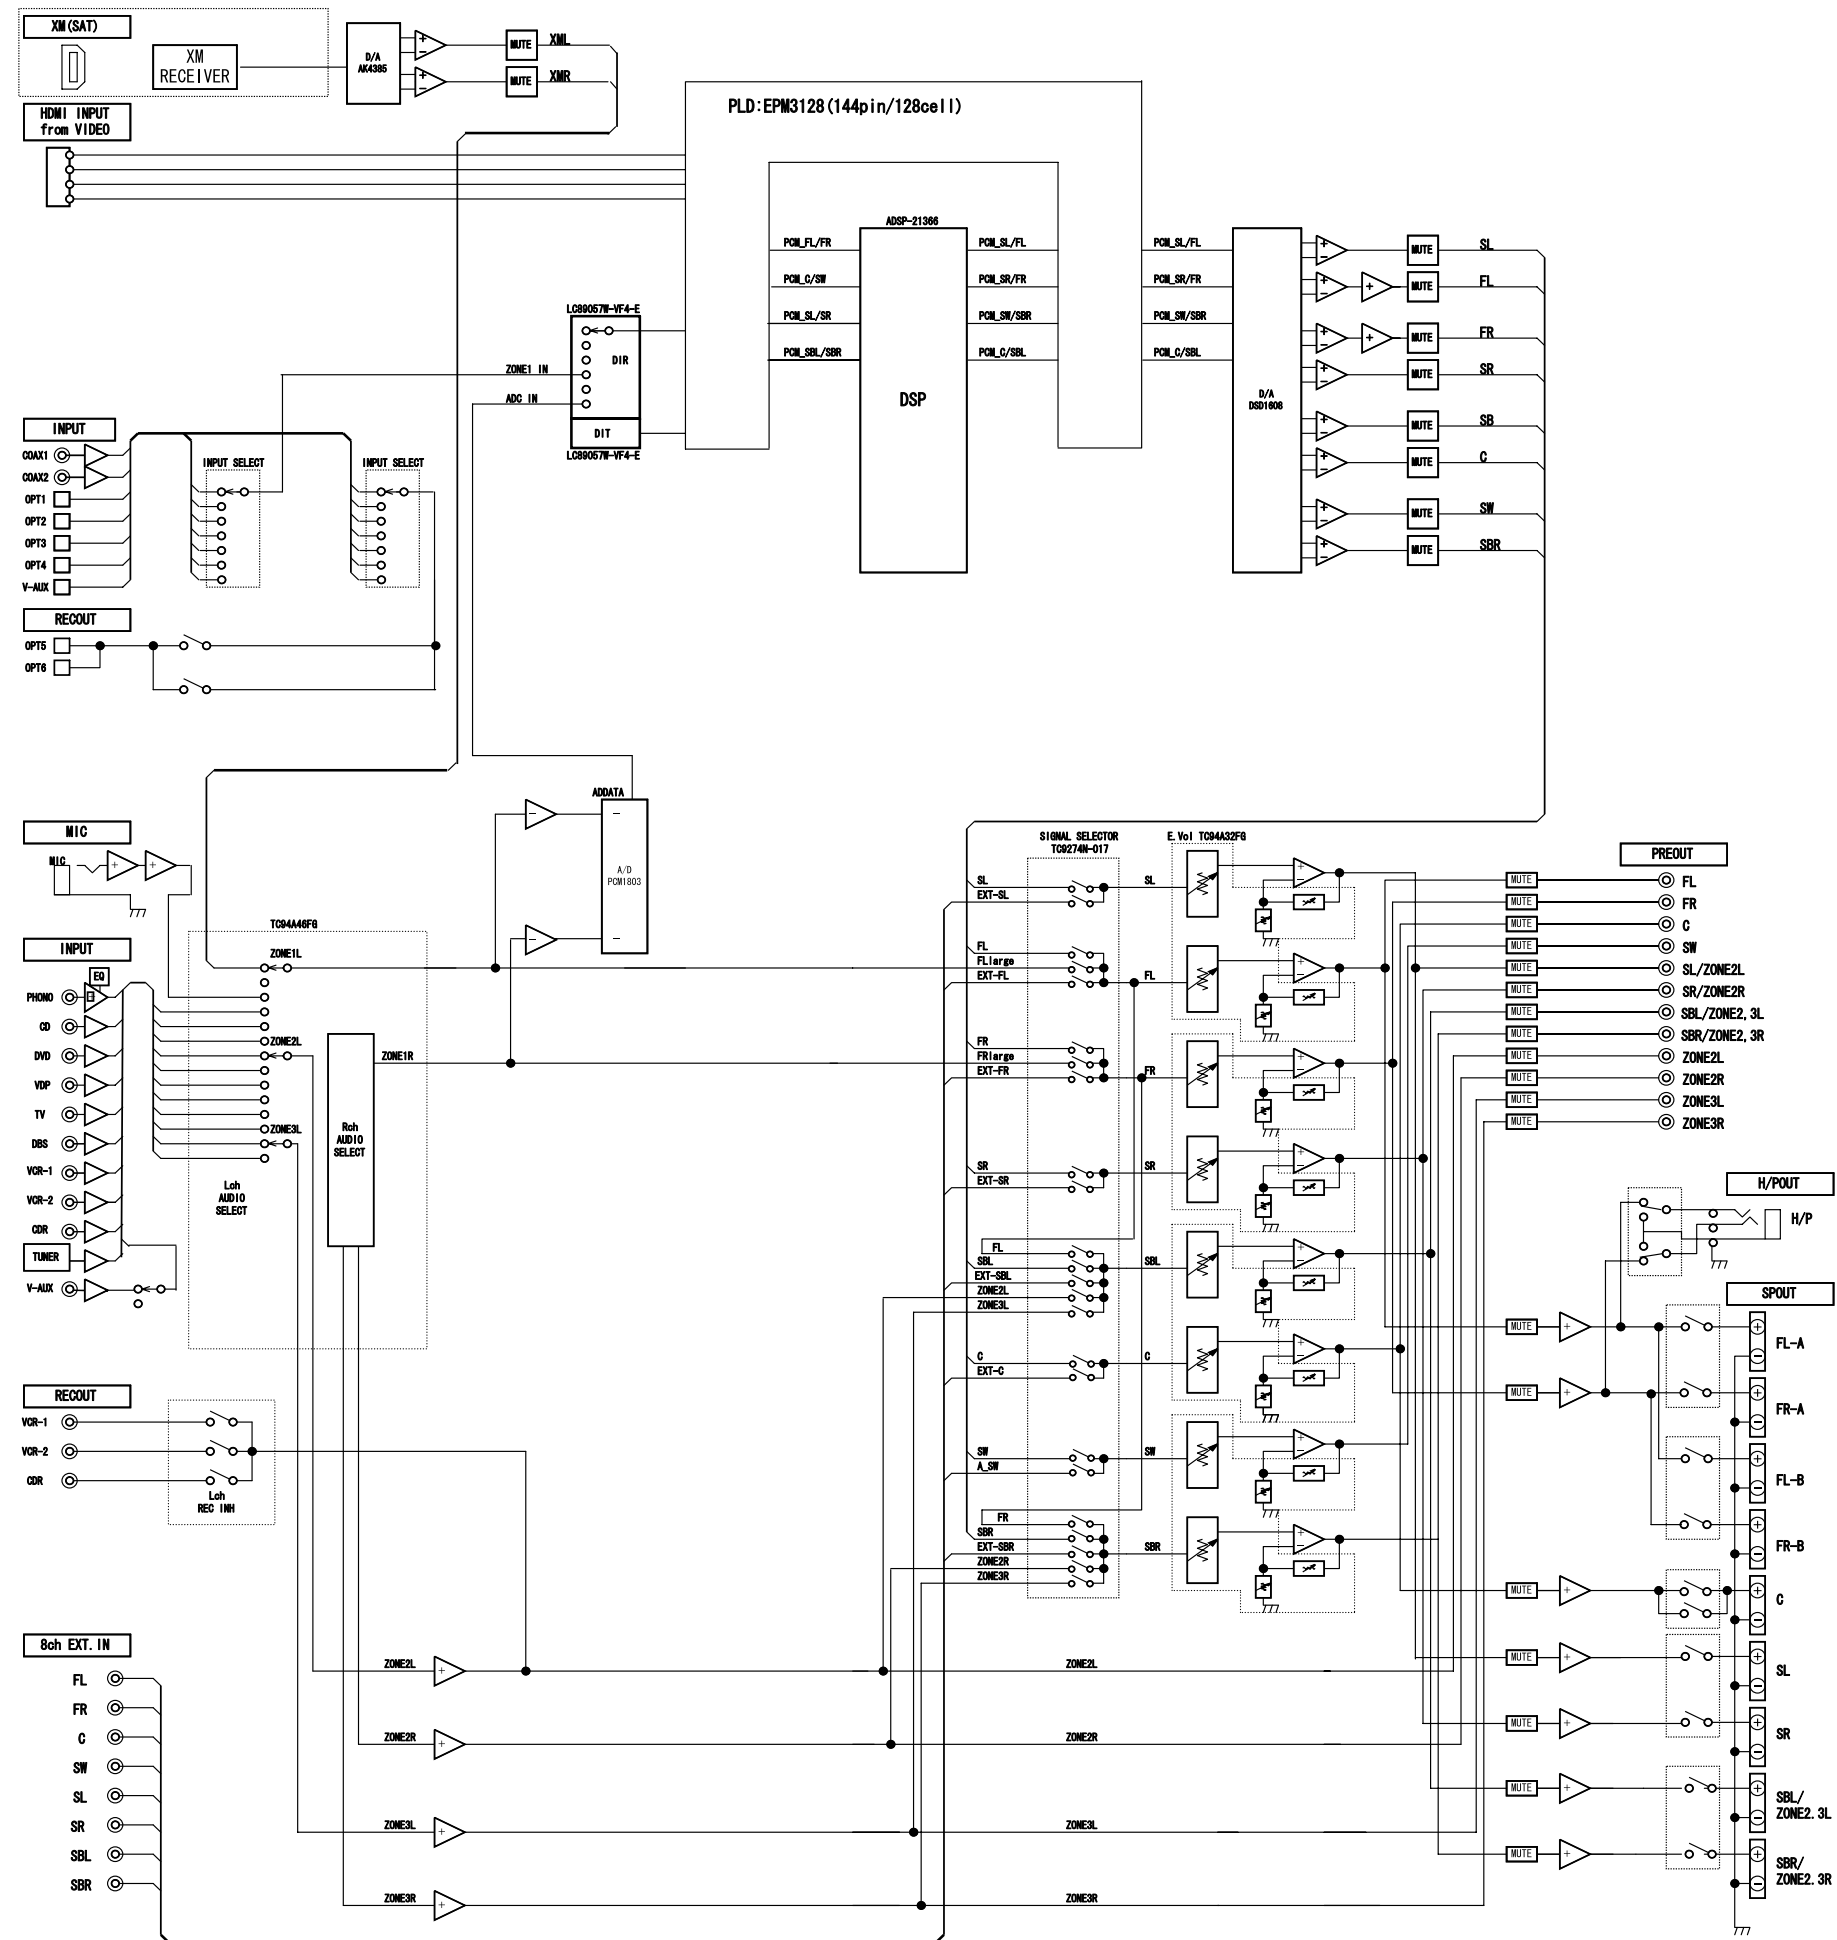 XM(SAT)
XM
RECEIVER
D/A
AK4385
+
−
+
−
MUTE
XML
MUTE
XMR
HDMI INPUT
from VIDEO
PLD:EPM3128(144pin/128cell)
ADSP-21366
PCM_FL/FR
PCM_C/SW
PCM_SL/SR
PCM_SBL/SBR
DSP
PCM_SL/FL
PCM_SR/FR
PCM_SW/SBR
PCM_C/SBL
PCM_SL/FL
PCM_SR/FR
PCM_SW/SBR
PCM_C/SBL
D/A
DSD1608
MUTE
SL
MUTE
FL
MUTE
FR
MUTE
SR
MUTE
SB
MUTE
C
MUTE
SW
MUTE
SBR
LC89057W-VF4-E
DIR
ZONE1 IN
ADC IN
DIT
LC89057W-VF4-E
INPUT
COAX1
COAX2
OPT1
OPT2
OPT3
OPT4
V-AUX
INPUT SELECT
INPUT SELECT
RECOUT
OPT5
OPT6
ADDATA
A/D
PCM1803
MIC
MIC
TC94A46FG
INPUT
EQ
PHONO
CD
DVD
VDP
TV
DBS
VCR-1
VCR-2
CDR
TUNER
V-AUX
ZONE1L
ZONE2L
ZONE3L
Lch
AUDIO
SELECT
Rch
AUDIO
SELECT
ZONE1R
RECOUT
VCR-1
VCR-2
CDR
Lch
REC INH
8ch EXT.IN
FL
FR
C
SW
SL
SR
SBL
SBR
ZONE2L
ZONE2R
ZONE3L
ZONE3R
ZONE2L
ZONE2R
ZONE3L
ZONE3R
SIGNAL SELECTOR
TC9274N-017
E.Vol TC94A32FG
SL
EXT-SL
SL
FL
FLlarge
EXT-FL
FL
FR
FRlarge
EXT-FR
FR
SR
EXT-SR
SR
FL
SBL
EXT-SBL
ZONE2L
ZONE3L
SBL
C
EXT-C
C
SW
A_SW
SW
FR
SBR
EXT-SBR
ZONE2R
ZONE3R
SBR
PREOUT
MUTE
FL
MUTE
FR
MUTE
C
MUTE
SW
MUTE
SL/ZONE2L
MUTE
SR/ZONE2R
MUTE
SBL/ZONE2,3L
MUTE
SBR/ZONE2,3R
MUTE
ZONE2L
MUTE
ZONE2R
MUTE
ZONE3L
MUTE
ZONE3R
H/POUT
H/P
SPOUT
MUTE
FL-A
MUTE
FR-A
FL-B
FR-B
MUTE
C
MUTE
SL
MUTE
SR
MUTE
SBL/
ZONE2.3L
MUTE
SBR/
ZONE2.3R